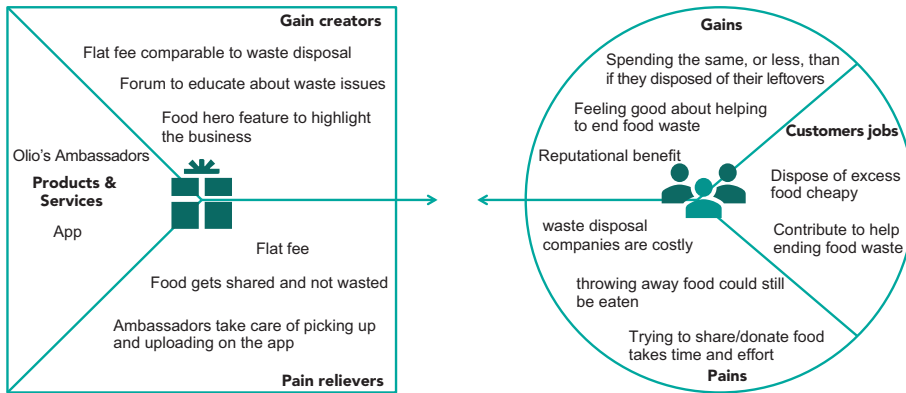 Gain creators
Flat fee comparable to waste disposal
Forum to educate about waste issues
Food hero feature to highlight
the business
Olio's Ambassadors
Products &
Services
App
Flat fee
Food gets shared and not wasted
Ambassadors take care of picking up
and uploading on the app
Pain relievers
Gains
Spending the same, or less, than
if they disposed of their leftovers
Feeling good about helping
to end food waste
Reputational benefit
Customers jobs
Dispose of excess
food cheapy
Contribute to help
ending food waste
waste disposal
companies are costly
throwing away food could still
be eaten
Trying to share/donate food
takes time and effort
Pains